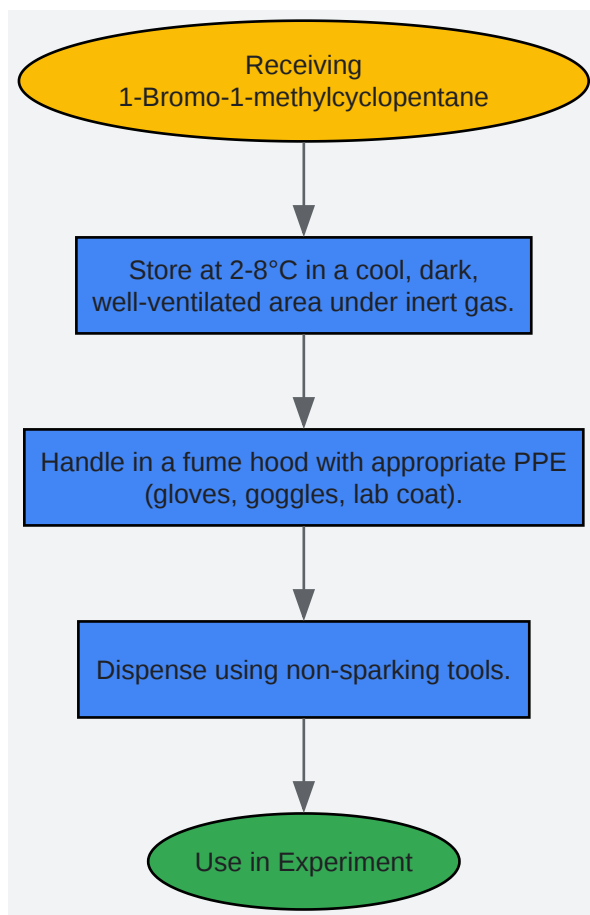 Receiving
1-Bromo-1-methylcyclopentane
Store at 2-8°C in a cool, dark,
well-ventilated area under inert gas.
Handle in a fume hood with appropriate PPE
(gloves, goggles, lab coat).
Dispense using non-sparking tools.
Use in Experiment